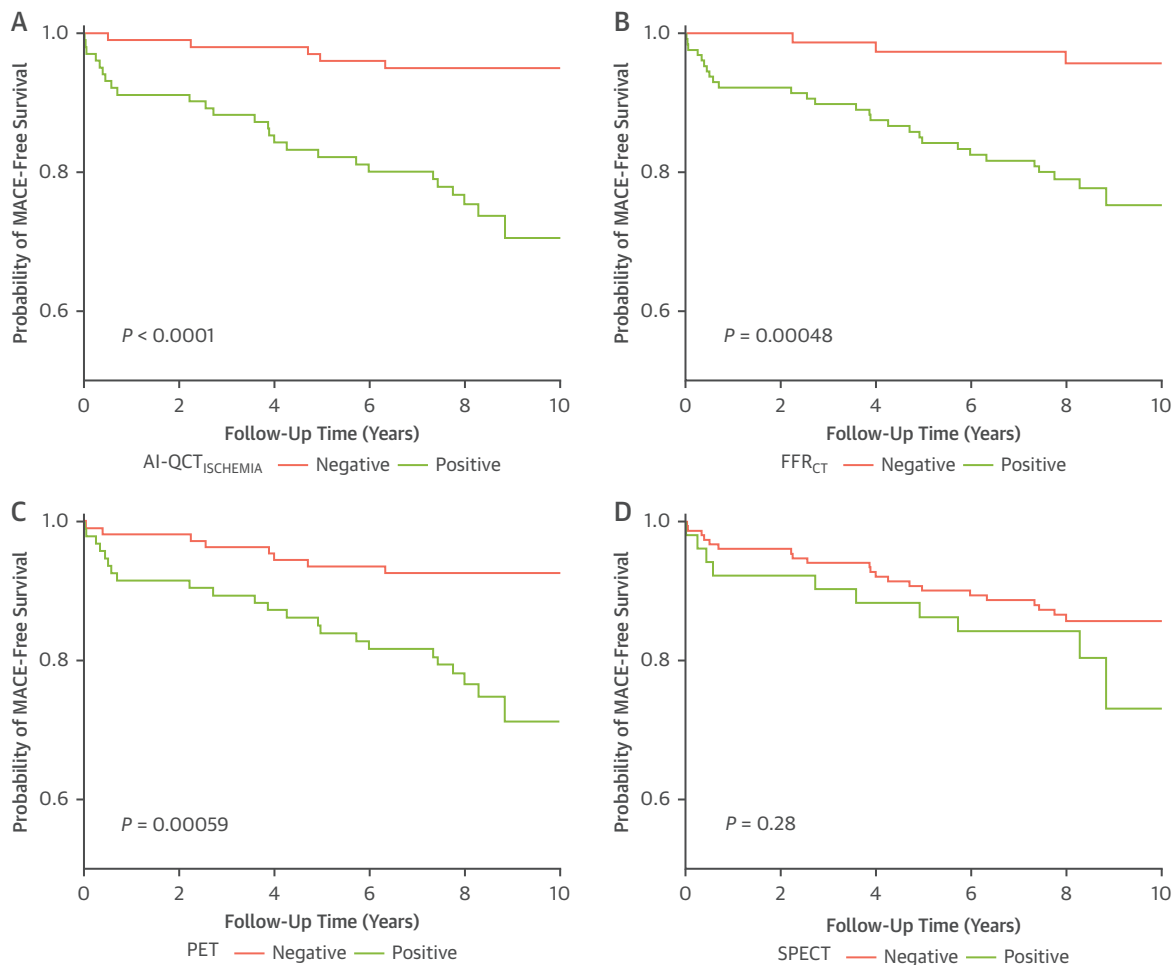 A
Probability of MACE-Free Survival
1.0
0.8
0.6
P < 0.0001
0 2 4 6 8 10
Follow-Up Time (Years)
AI-QCT_ISCHEMIA Negative Positive
B
Probability of MACE-Free Survival
1.0
0.8
0.6
P = 0.00048
0 2 4 6 8 10
Follow-Up Time (Years)
FFR_CT Negative Positive
C
Probability of MACE-Free Survival
1.0
0.8
0.6
P = 0.00059
0 2 4 6 8 10
Follow-Up Time (Years)
PET Negative Positive
D
Probability of MACE-Free Survival
1.0
0.8
0.6
P = 0.28
0 2 4 6 8 10
Follow-Up Time (Years)
SPECT Negative Positive